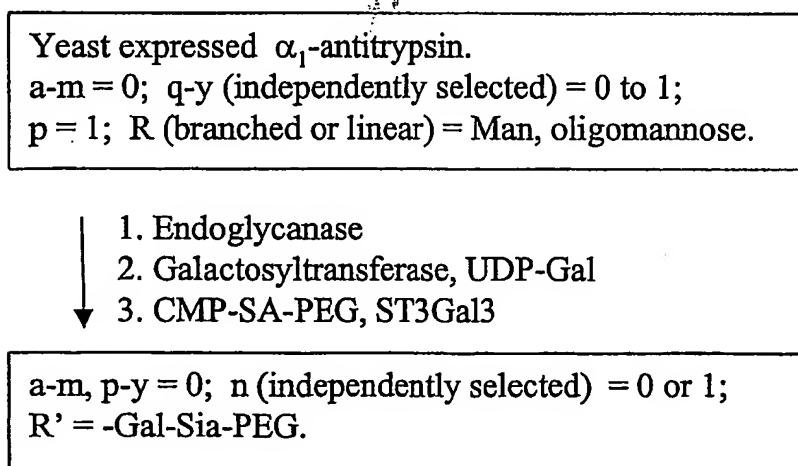 Yeast expressed α₁-antitrypsin.
a-m = 0; q-y (independently selected) = 0 to 1;
p = 1; R (branched or linear) = Man, oligomannose.
1. Endoglycanase
2. Galactosyltransferase, UDP-Gal
3. CMP-SA-PEG, ST3Gal3
a-m, p-y = 0; n (independently selected) = 0 or 1;
R' = -Gal-Sia-PEG.